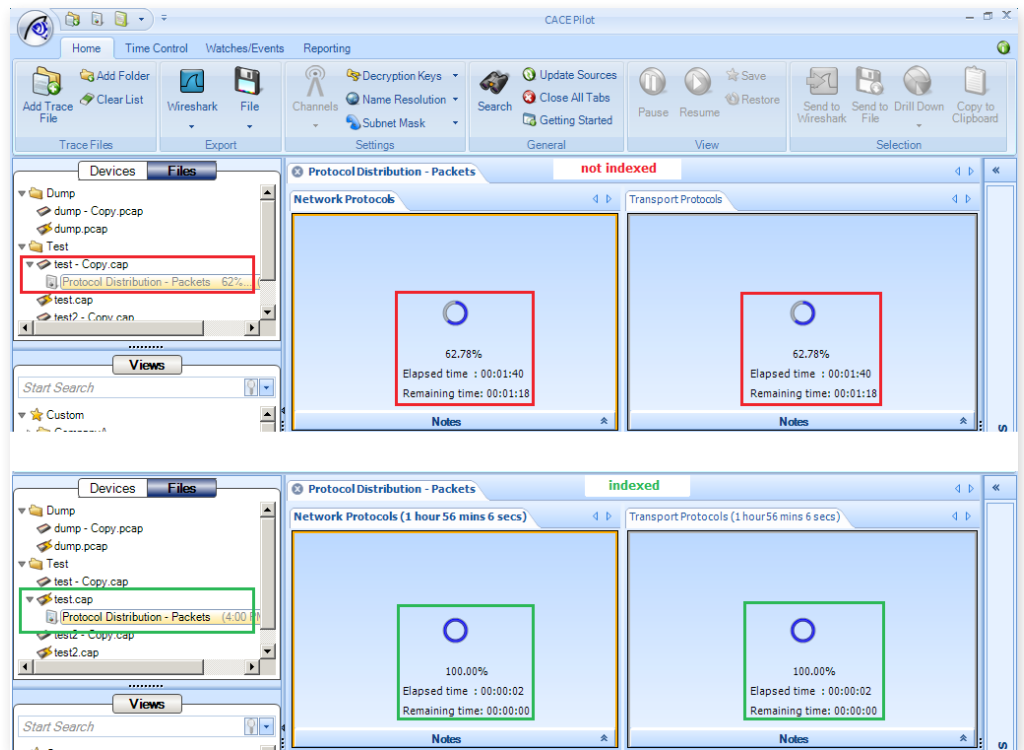 CACE Pilot
Home Time Control Watches/Events Reporting
Add Trace File
Add Folder
Clear List
Trace Files
Wireshark
File
Export
Channels
Decryption Keys
Name Resolution
Subnet Mask
Settings
Search
Update Sources
Close All Tabs
Getting Started
General
Pause
Resume
Save
Restore
View
Send to Wireshark
Send to File
Drill Down
Copy to Clipboard
Selection
Devices Files
Dump
dump - Copy.pcap
dump.pcap
Test
test - Copy.cap
Protocol Distribution - Packets 62%...
test.cap
test2 - Copy.cap
Views
Start Search
Custom
Protocol Distribution - Packets
not indexed
Network Protocols
62.78%
Elapsed time : 00:01:40
Remaining time: 00:01:18
Notes
Transport Protocols
62.78%
Elapsed time : 00:01:40
Remaining time: 00:01:18
Notes
Devices Files
Dump
dump - Copy.pcap
dump.pcap
Test
test - Copy.cap
test.cap
Protocol Distribution - Packets (4:00 PM
test2 - Copy.cap
test2.cap
Views
Start Search
Protocol Distribution - Packets
indexed
Network Protocols (1 hour 56 mins 6 secs)
100.00%
Elapsed time : 00:00:02
Remaining time: 00:00:00
Notes
Transport Protocols (1 hour 56 mins 6 secs)
100.00%
Elapsed time : 00:00:02
Remaining time: 00:00:00
Notes